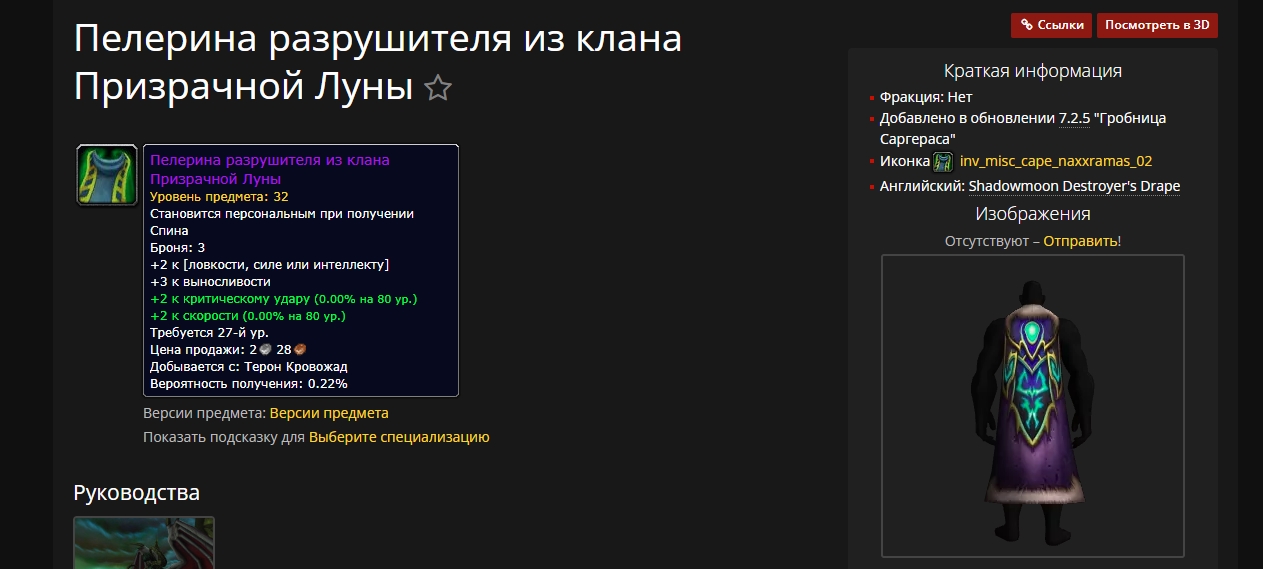 Пелерина разрушителя из клана
Призрачной Луны
Пелерина разрушителя из клана
Призрачной Луны
Уровень предмета: 32
Становится персональным при получении
Спина
Броня: 3
+2 к [ловкости, силе или интеллекту]
+3 к выносливости
+2 к критическому удару (0.00% на 80 ур.)
+2 к скорости (0.00% на 80 ур.)
Требуется 27-й ур.
Цена продажи: 2 28
Добывается с: Терон Кровожад
Вероятность получения: 0.22%
Версии предмета: Версии предмета
Показать подсказку для Выберите специализацию
Руководства
Ссылки
Посмотреть в 3D
Краткая информация
Фракция: Нет
Добавлено в обновлении 7.2.5 "Гробница
Саргераса"
Иконка inv_misc_cape_naxxramas_02
Английский: Shadowmoon Destroyer's Drape
Изображения
Отсутствуют – Отправить!